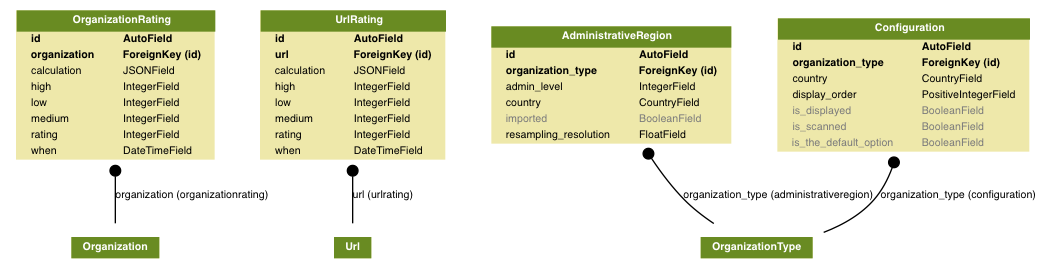 OrganizationRating
id AutoField
organization ForeignKey (id)
calculation JSONField
high IntegerField
low IntegerField
medium IntegerField
rating IntegerField
when DateTimeField
UrlRating
id AutoField
url ForeignKey (id)
calculation JSONField
high IntegerField
low IntegerField
medium IntegerField
rating IntegerField
when DateTimeField
AdministrativeRegion
id AutoField
organization_type ForeignKey (id)
admin_level IntegerField
country CountryField
imported BooleanField
resampling_resolution FloatField
Configuration
id AutoField
organization_type ForeignKey (id)
country CountryField
display_order PositiveIntegerField
is_displayed BooleanField
is_scanned BooleanField
is_the_default_option BooleanField
organization (organizationrating)
url (urlrating)
organization_type (administrativeregion)
organization_type (configuration)
Organization
Url
OrganizationType